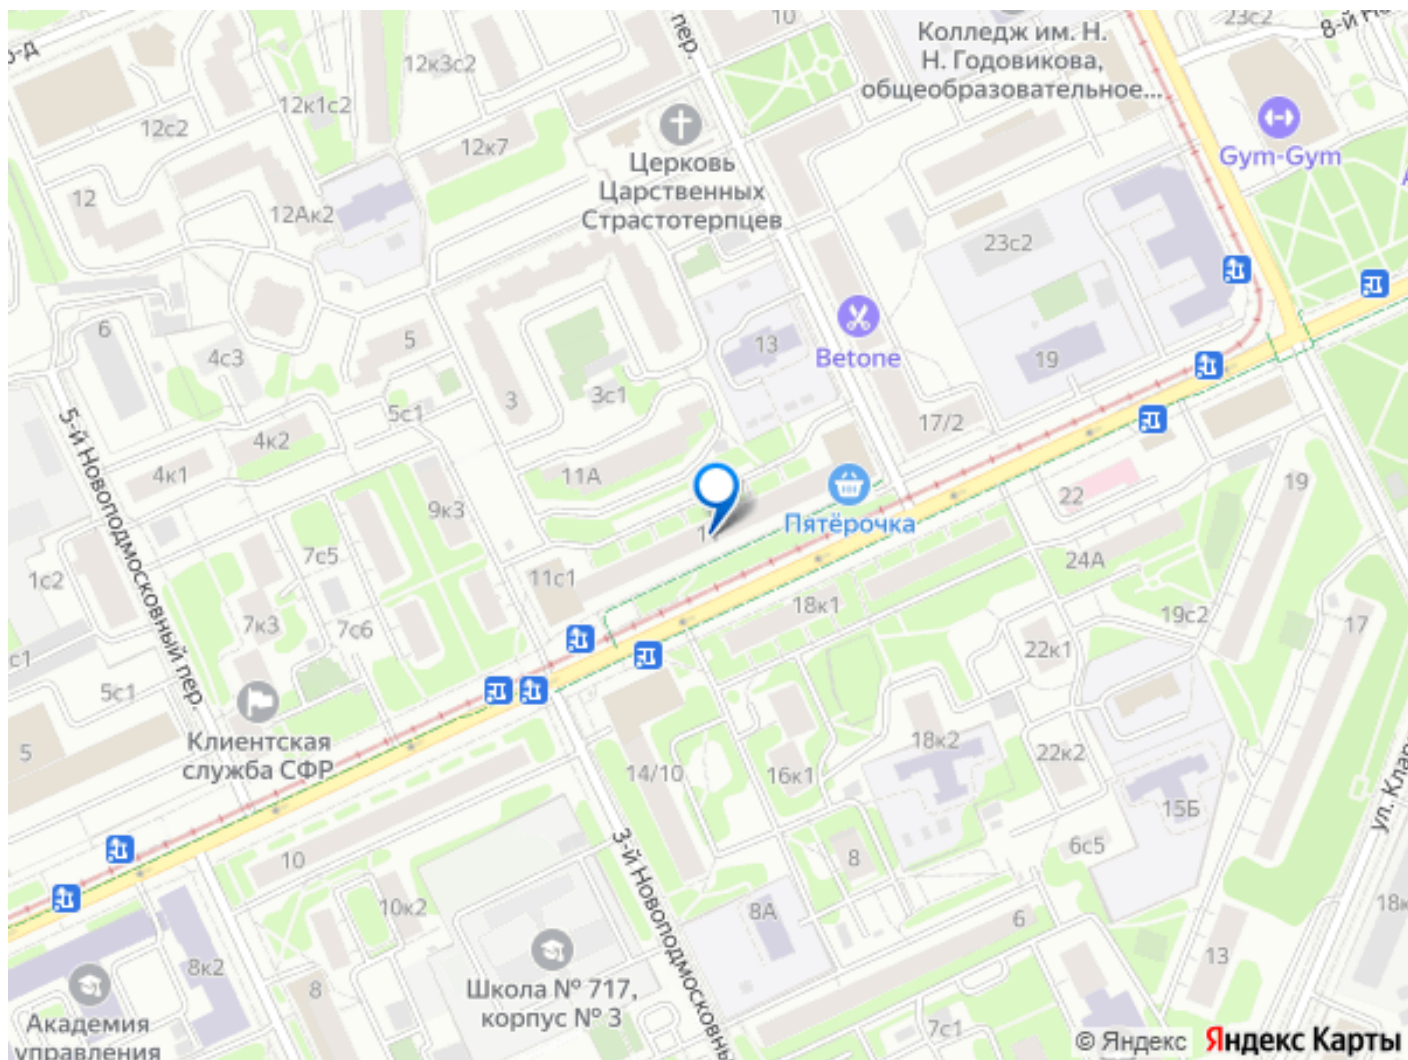 10
23с2
8-й Но
о-д
пер.
Колледж им. Н.
Н. Годовикова,
общеобразовательное...
12к3с2
12к1с2
12с2
12к7
Церковь
Царственных
Страстотерпцев
Gym-Gym
12
12Ак2
23с2
6
4с3
5
13
Betone
19
3
3с1
5с1
17/2
4к2
4к1
11А
9к3
5-й Новоподмосковный пер.
Пятёрочка
22
19
7с5
1с2
11с1
24А
18к1
19с2
17
7к3
7с6
22к1
с1
5с1
5
Клиентская
служба СФР
14/10
16к1
18к2
22к2
15Б
ул. Клар
10
8
6с5
3-й Новоподмосковны
10к2
8А
6
18к
8к2
8
Школа № 717,
корпус № 3
13
Академия
управления
7с1
© Яндекс Яндекс Карты